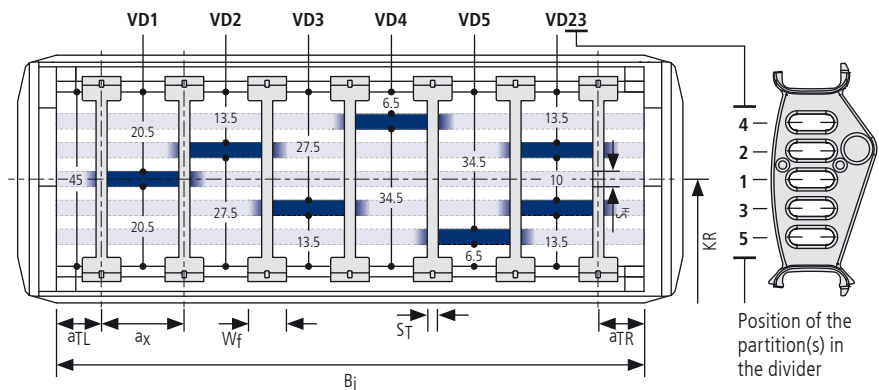 VD1 VD2 VD3 VD4 VD5 VD23
6.5
13.5 13.5
20.5 27.5
4
2
1
3
5
34.5
45 10
34.5
27.5
SH
KR
20.5 13.5 13.5
6.5
aTL ax Wf ST aTR
Bi
Position of the
partition(s) in
the divider